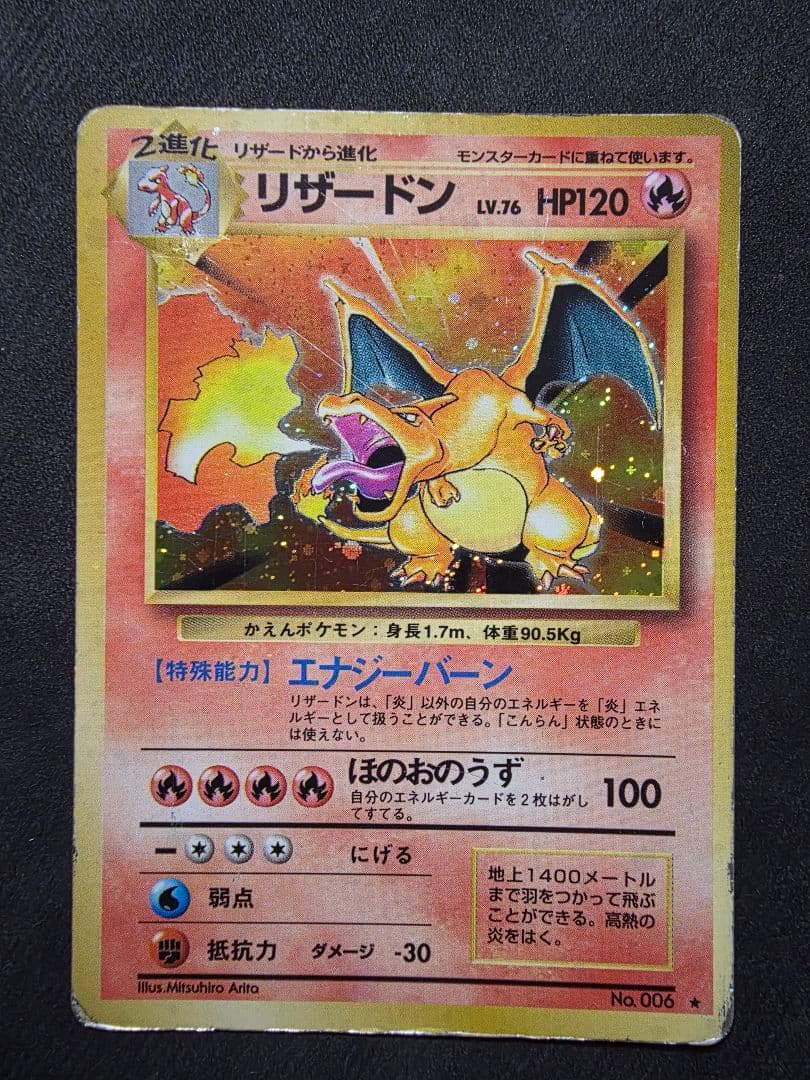 2進化
リザードから進化
モンスターカードに重ねて使います。
リザードン LV.76 HP120
かえんポケモン：身長1.7m、体重90.5Kg
【特殊能力】エナジーバーン
リザードンは、「炎」以外の自分のエネルギーを「炎」エネ
ルギーとして扱うことができる。「こんらん」状態のときに
は使えない。
ほのおのうず 100
自分のエネルギーカードを2枚はがし
てすてる。
にげる
弱点
抵抗力 ダメージ -30
地上1400メートル
まで羽をつかって飛ぶ
ことができる。高熱の
炎をはく。
Illus.Mitsuhiro Arita
No.006 ★